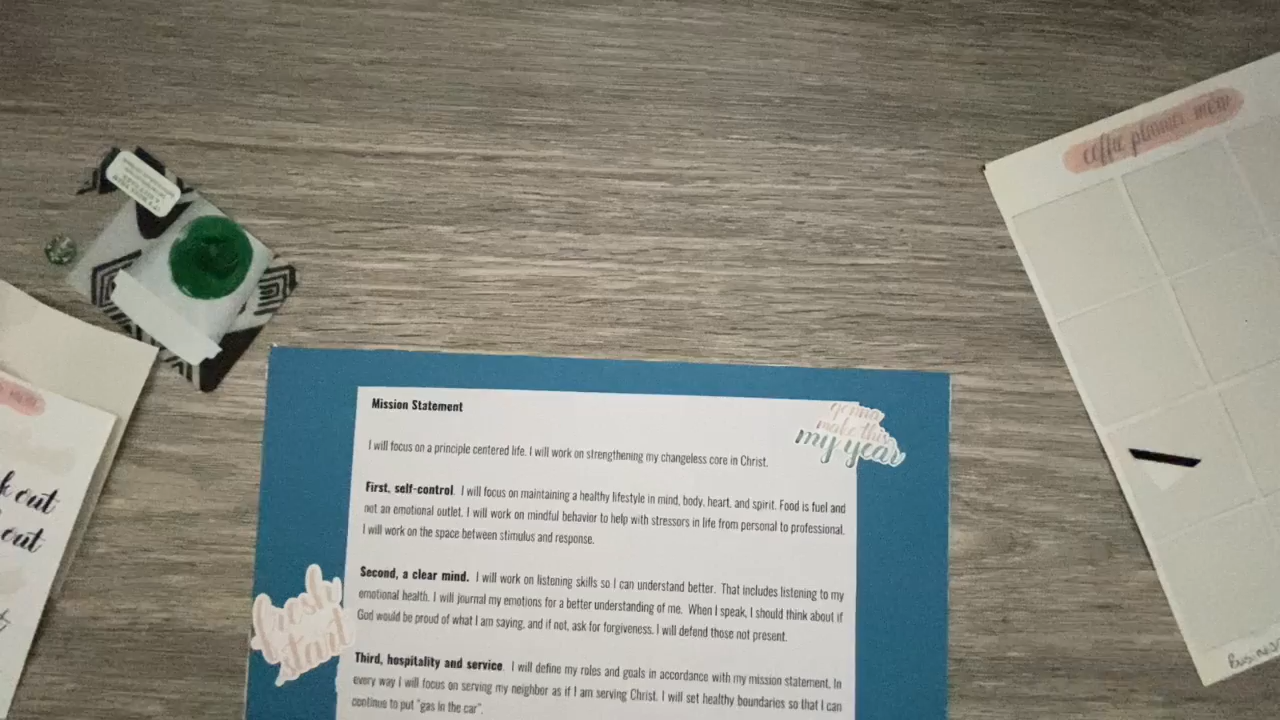 coffee planner mean
Mission Statement
gonna
make this
my year
I will focus on a principle centered life. I will work on strengthening my changeless core in Christ.
First, self-control. I will focus on maintaining a healthy lifestyle in mind, body, heart, and spirit. Food is fuel and
not an emotional outlet. I will work on mindful behavior to help with stressors in life from personal to professional.
I will work on the space between stimulus and response.
Second, a clear mind. I will work on listening skills so I can understand better. That includes listening to my
emotional health. I will journal my emotions for a better understanding of me. When I speak, I should think about if
God would be proud of what I am saying, and if not, ask for forgiveness. I will defend those not present.
fresh
start
Third, hospitality and service. I will define my roles and goals in accordance with my mission statement. In
every way I will focus on serving my neighbor as if I am serving Christ. I will set healthy boundaries so that I can
continue to put "gas in the car".
out
out